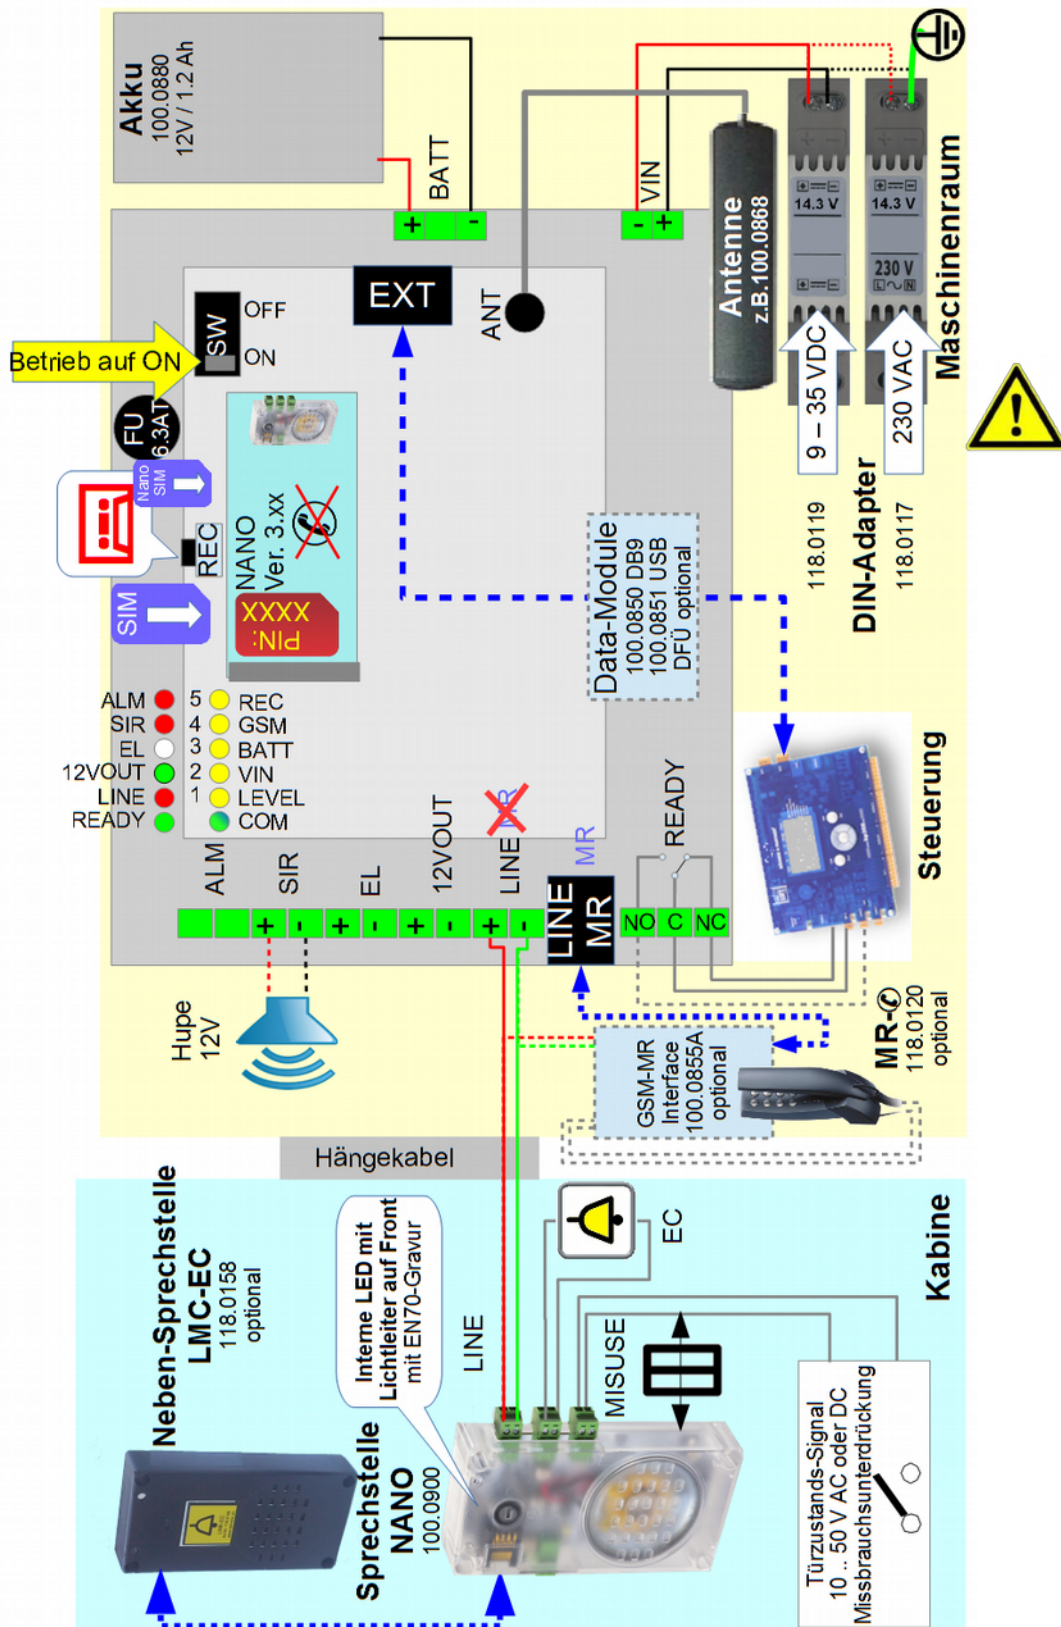 Akku
100.0880
12V / 1.2 Ah
BATT
+
-
VIN
-
+
Antenne
z.B.100.0868
14.3 V
14.3 V
230 V
L N
9 – 35 VDC
230 VAC
118.0119
DIN-Adapter
118.0117
Maschinenraum
Betrieb auf ON
SW
OFF
ON
EXT
ANT
FU
6.3AT
Nano
SIM
REC
SIM
NANO
Ver. 3.xx
PIN:
XXXX
Data-Module
100.0850 DB9
100.0851 USB
DFÜ optional
ALM 5 REC
SIR 4 GSM
EL 3 BATT
12VOUT 2 VIN
LINE 1 LEVEL
READY COM
ALM
SIR
EL
12VOUT
LINE MR
MR
READY
+
-
+
-
+
-
+
-
LINE
MR
NO
C
NC
Steuerung
Hupe
12V
GSM-MR
Interface
100.0855A
optional
MR-✆
118.0120
optional
Hängekabel
Neben-Sprechstelle
LMC-EC
118.0158
optional
Interne LED mit
Lichtleiter auf Front
mit EN70-Gravur
LINE
EC
MISUSE
Sprechstelle
NANO
100.0900
Türzustands-Signal
10 .. 50 V AC oder DC
Missbrauchsunterdrückung
Kabine